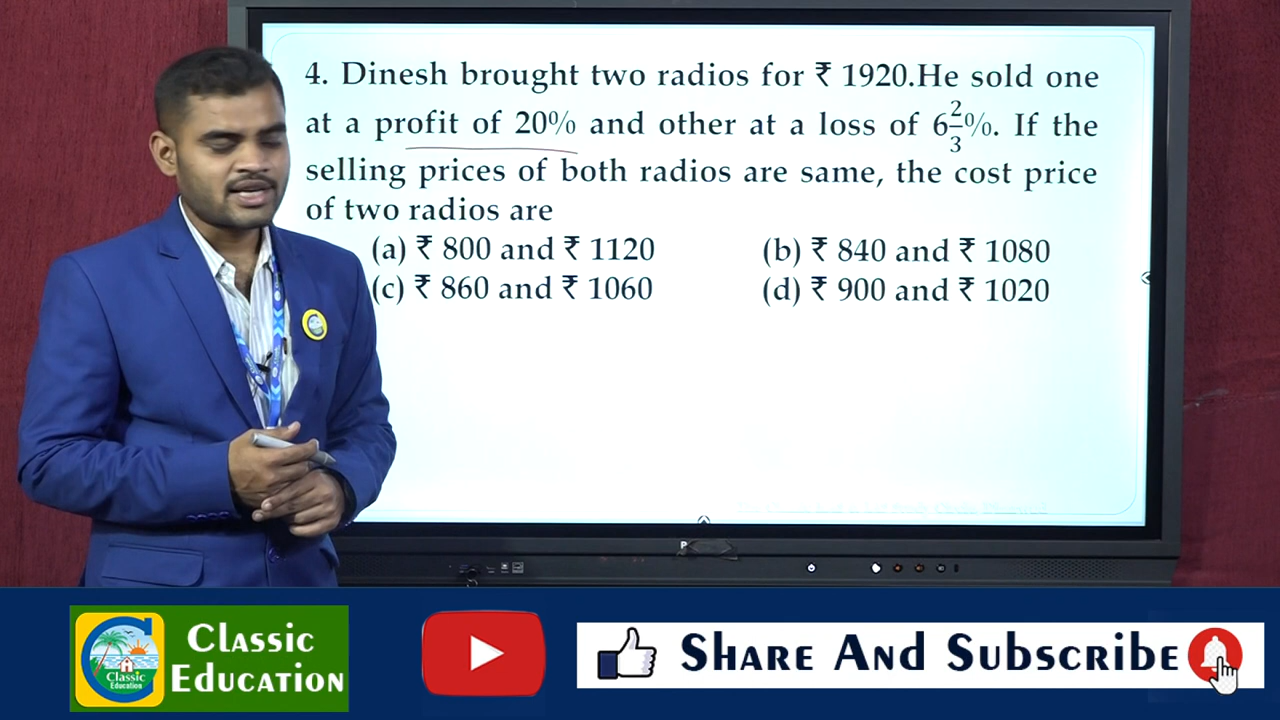 4. Dinesh brought two radios for ₹ 1920.He sold one
at a profit of 20% and other at a loss of 6 2/3%. If the
selling prices of both radios are same, the cost price
of two radios are
(a) ₹ 800 and ₹ 1120 (b) ₹ 840 and ₹ 1080
(c) ₹ 860 and ₹ 1060 (d) ₹ 900 and ₹ 1020
Classic
Education
Classic
Education
Share And Subscribe